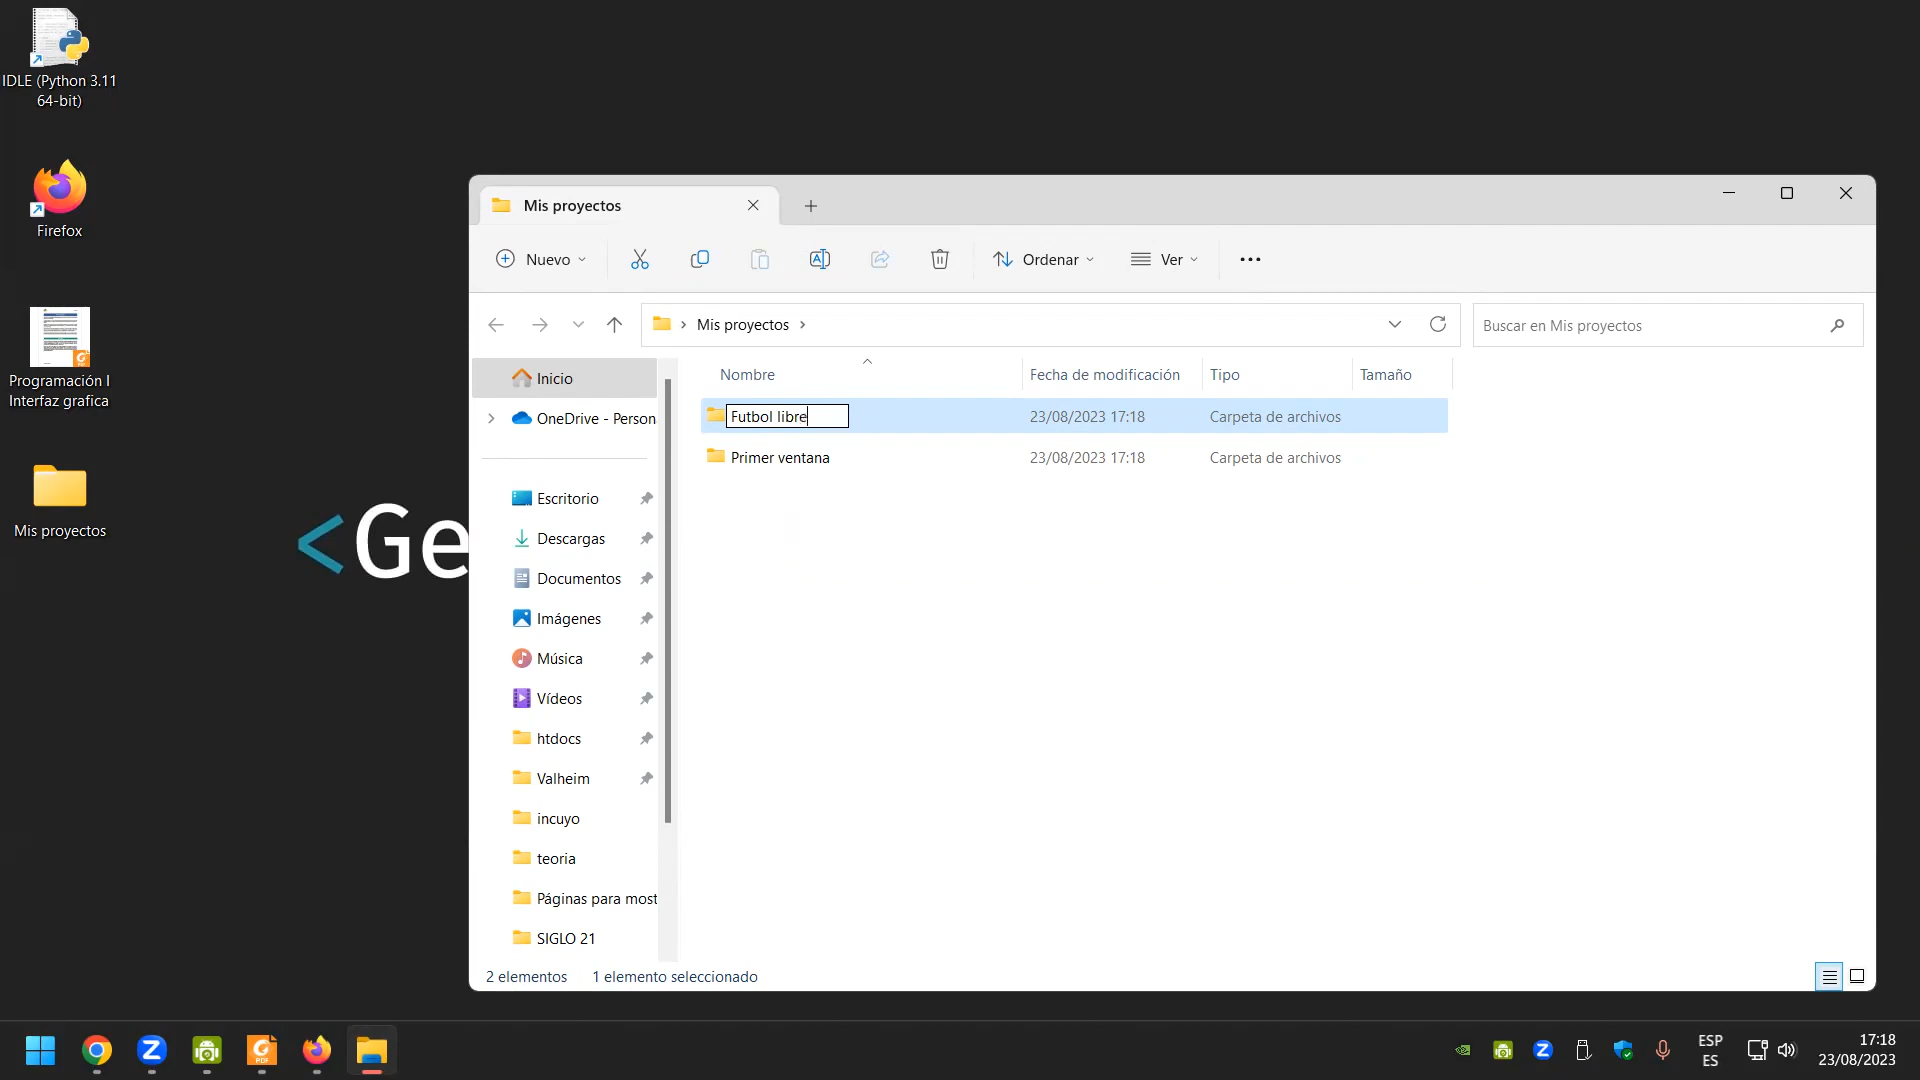 IDLE (Python 3.11
64-bit)
Firefox
Programación I
Interfaz grafica
Mis proyectos
<Ge
Mis proyectos
Nuevo
Ordenar
Ver
Mis proyectos
Buscar en Mis proyectos
Inicio
OneDrive - Person
Escritorio
Descargas
Documentos
Imágenes
Música
Vídeos
htdocs
Valheim
incuyo
teoria
Páginas para most
SIGLO 21
Nombre Fecha de modificación Tipo Tamaño
Futbol libre 23/08/2023 17:18 Carpeta de archivos
Primer ventana 23/08/2023 17:18 Carpeta de archivos
2 elementos 1 elemento seleccionado
ESP
ES
17:18
23/08/2023